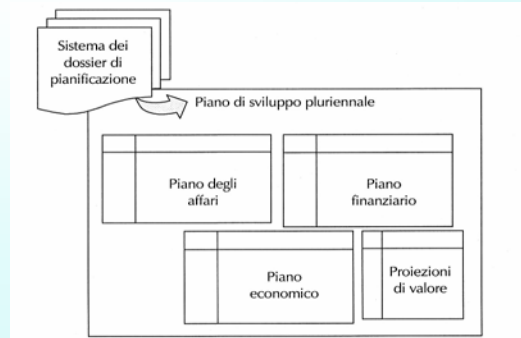 Sistema dei
dossier di
pianificazione
Piano di sviluppo pluriennale
Piano degli
affari
Piano
finanziario
Piano
economico
Proiezioni
di valore